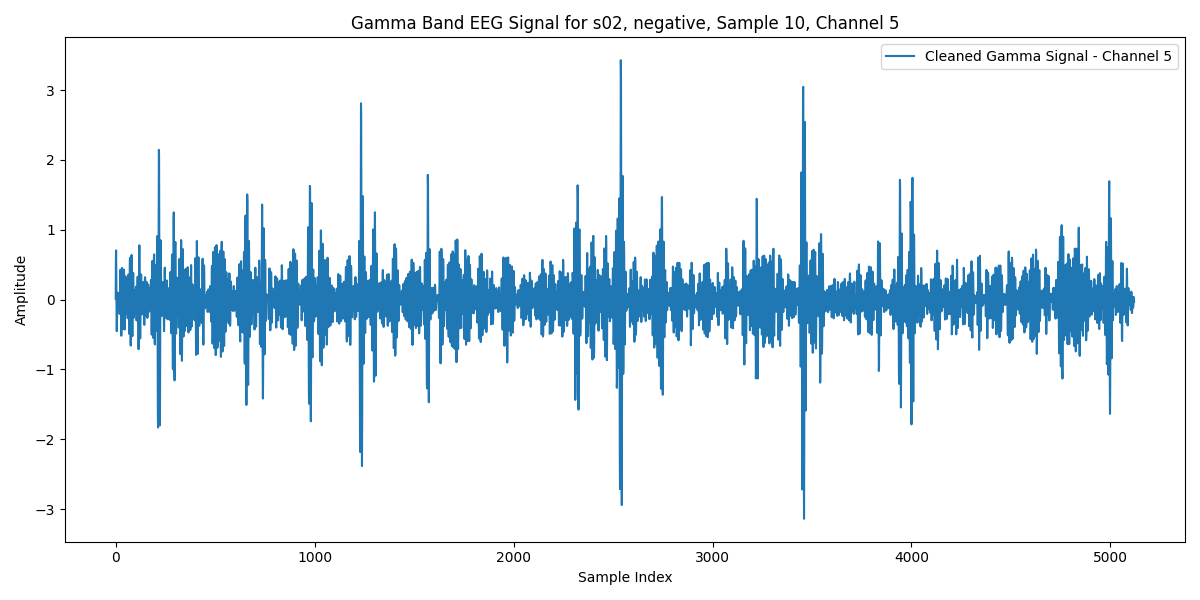 Gamma Band EEG Signal for s02, negative, Sample 10, Channel 5
Cleaned Gamma Signal - Channel 5
Amplitude
3
2
1
0
−1
−2
−3
0 1000 2000 3000 4000 5000
Sample Index